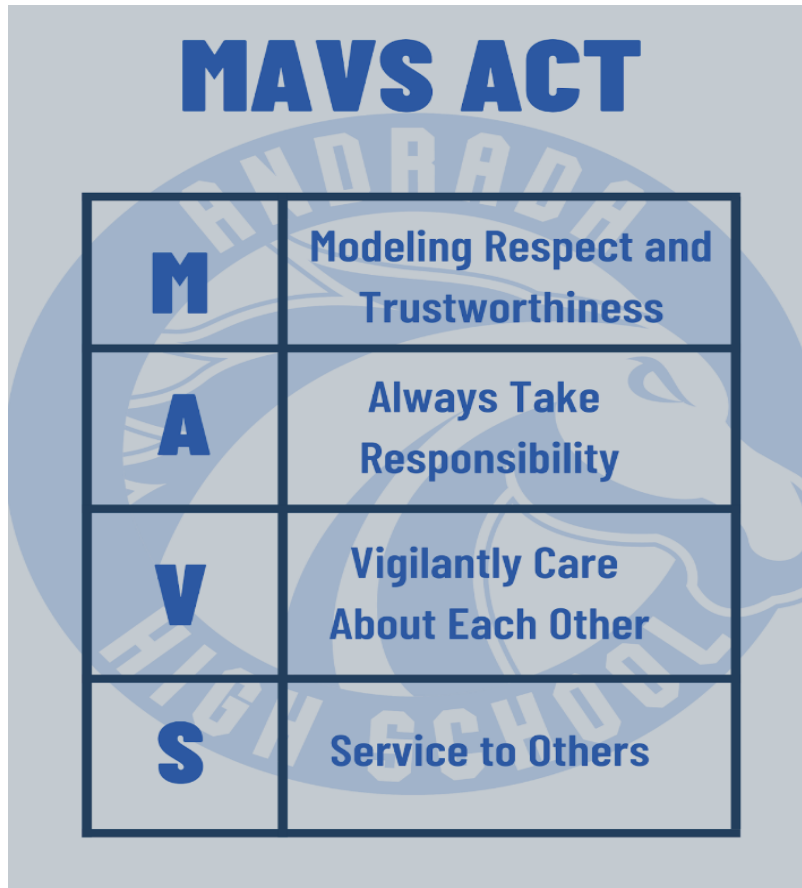 MAVS ACT
ANDRADA
M
Modeling Respect and
Trustworthiness
A
Always Take
Responsibility
V
Vigilantly Care
About Each Other
S
Service to Others
HIGH SCHOOL